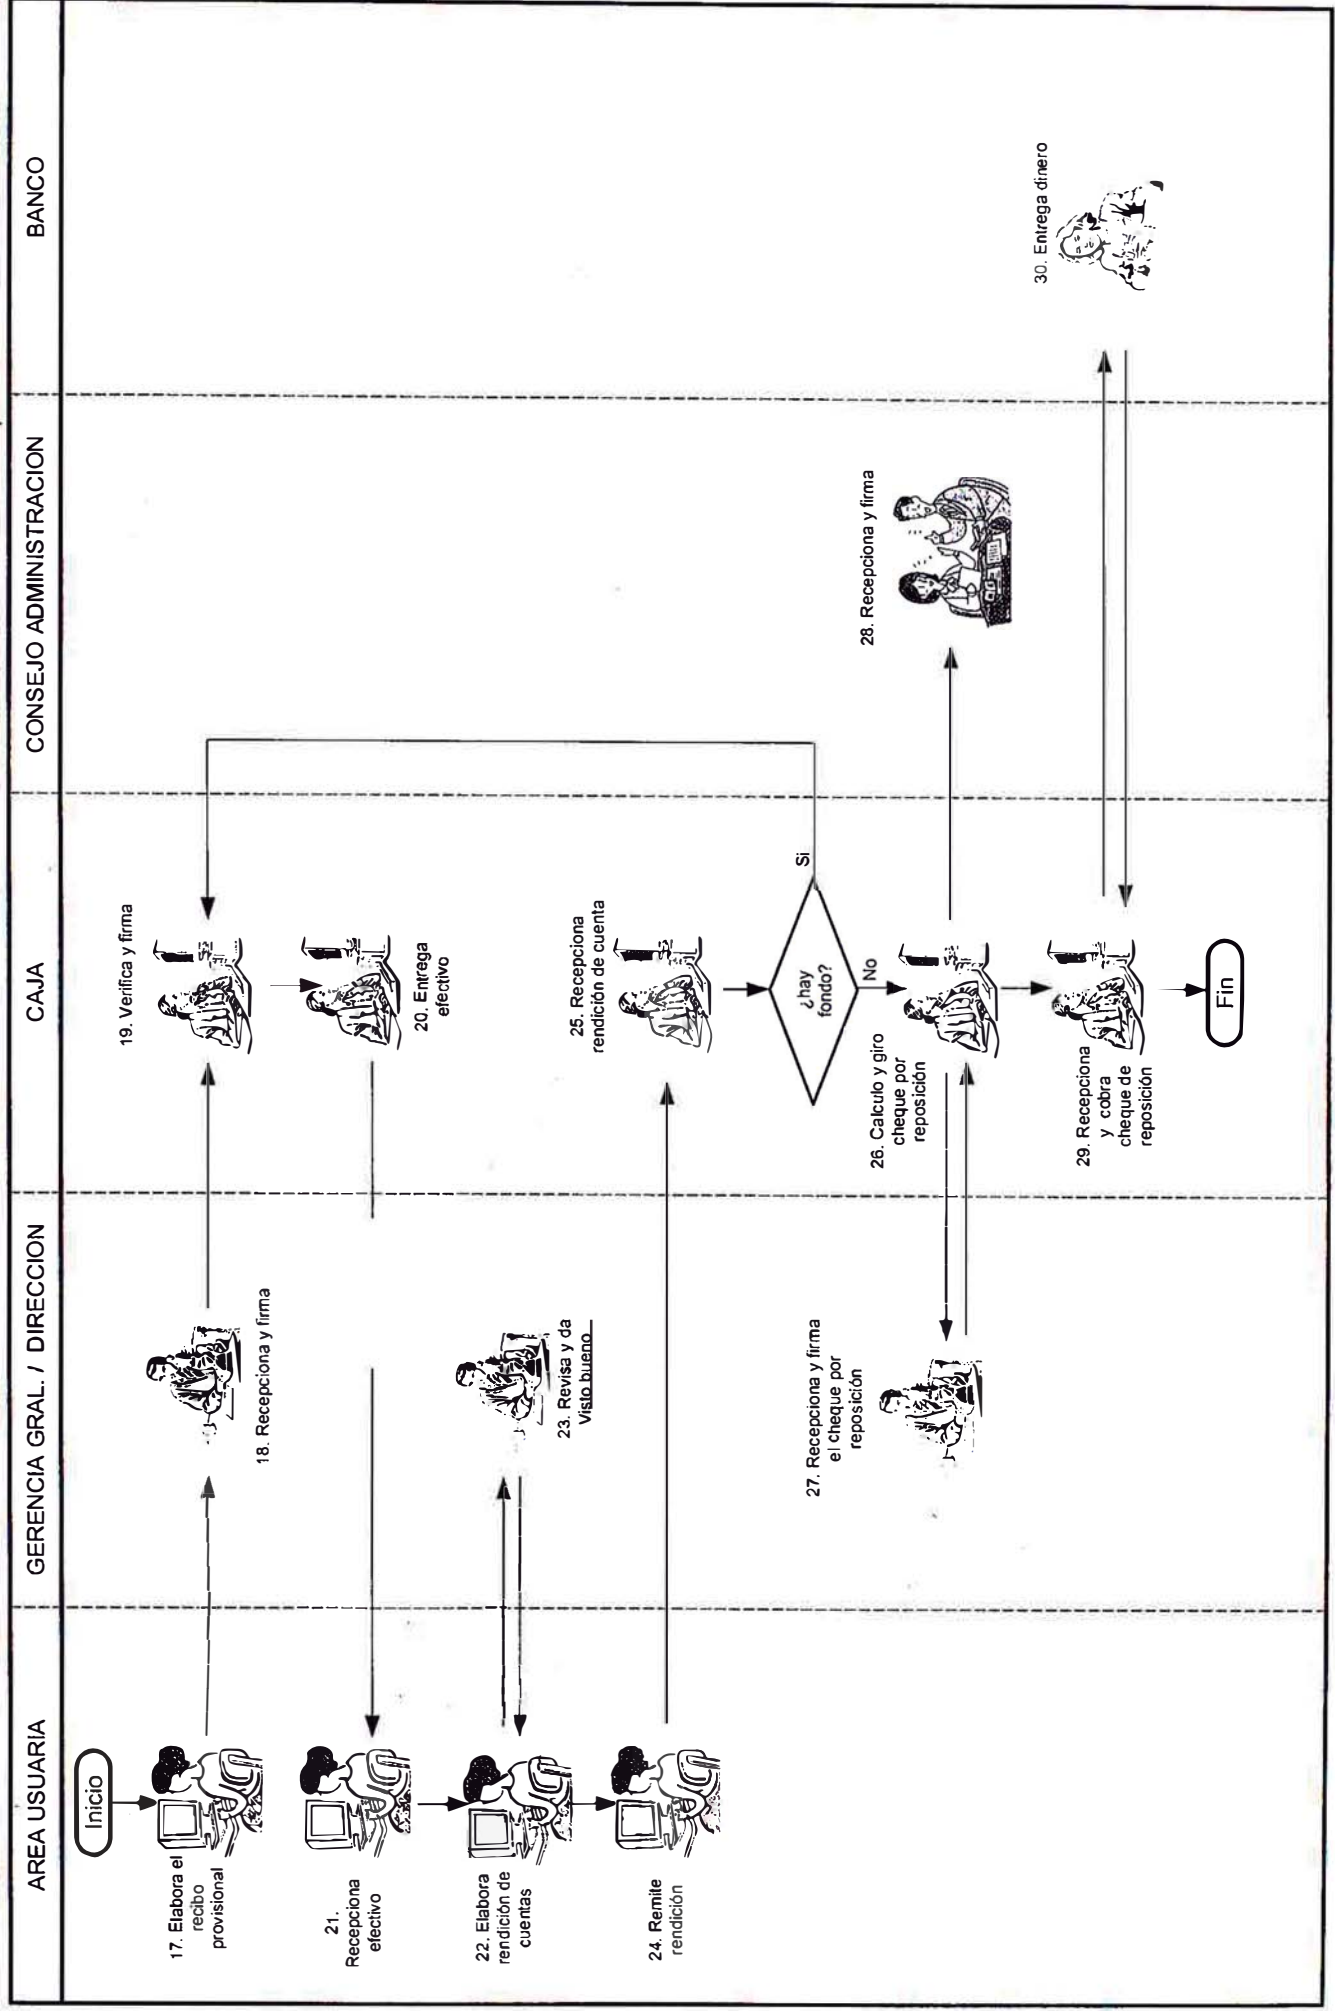 AREA USUARIA
GERENCIA GRAL. / DIRECCION
CAJA
CONSEJO ADMINISTRACION
BANCO
Inicio
17. Elabora el
recibo
provisional
18. Recepciona y firma
19. Verifica y firma
20. Entrega
efectivo
21.
Recepciona
efectivo
22. Elabora
rendición de
cuentas
23. Revisa y da
Visto bueno
24. Remite
rendición
25. Recepciona
rendición de cuenta
¿hay
fondo?
Si
No
26. Calculo y giro
cheque por
reposición
27. Recepciona y firma
el cheque por
reposición
28. Recepciona y firma
29. Recepciona
y cobra
cheque de
reposición
30. Entrega dinero
Fin